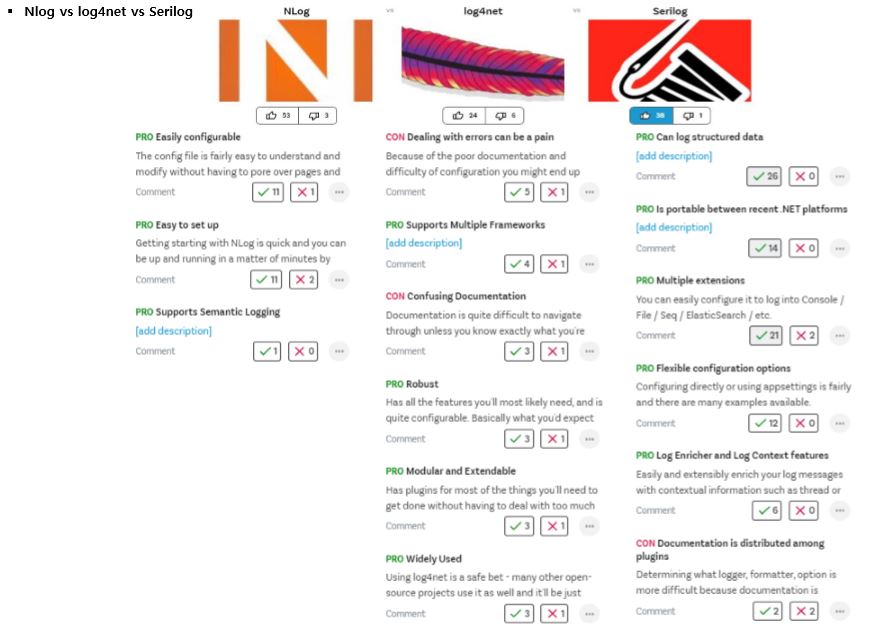 ▪ Nlog vs log4net vs Serilog
NLog
vs
log4net
vs
Serilog
53
3
PRO Easily configurable
The config file is fairly easy to understand and
modify without having to pore over pages and
Comment
11
1
PRO Easy to set up
Getting starting with NLog is quick and you can
be up and running in a matter of minutes by
Comment
11
2
PRO Supports Semantic Logging
[add description]
Comment
1
0
24
6
CON Dealing with errors can be a pain
Because of the poor documentation and
difficulty of configuration you might end up
Comment
5
1
PRO Supports Multiple Frameworks
[add description]
Comment
4
1
CON Confusing Documentation
Documentation is quite difficult to navigate
through unless you know exactly what you're
Comment
3
1
PRO Robust
Has all the features you'll most likely need, and is
quite configurable. Basically what you'd expect
Comment
3
1
PRO Modular and Extendable
Has plugins for most of the things you'll need to
get done without having to deal with too much
Comment
3
1
PRO Widely Used
Using log4net is a safe bet - many other open-
source projects use it as well and it'll be just
Comment
3
1
38
1
PRO Can log structured data
[add description]
Comment
26
0
PRO Is portable between recent .NET platforms
[add description]
Comment
14
0
PRO Multiple extensions
You can easily configure it to log into Console /
File / Seq / ElasticSearch / etc.
Comment
21
2
PRO Flexible configuration options
Configuring directly or using appsettings is fairly
and there are many examples available.
Comment
12
0
PRO Log Enricher and Log Context features
Easily and extensibly enrich your log messages
with contextual information such as thread or
Comment
6
0
CON Documentation is distributed among
plugins
Determining what logger, formatter, option is
more difficult because documentation is
Comment
2
2